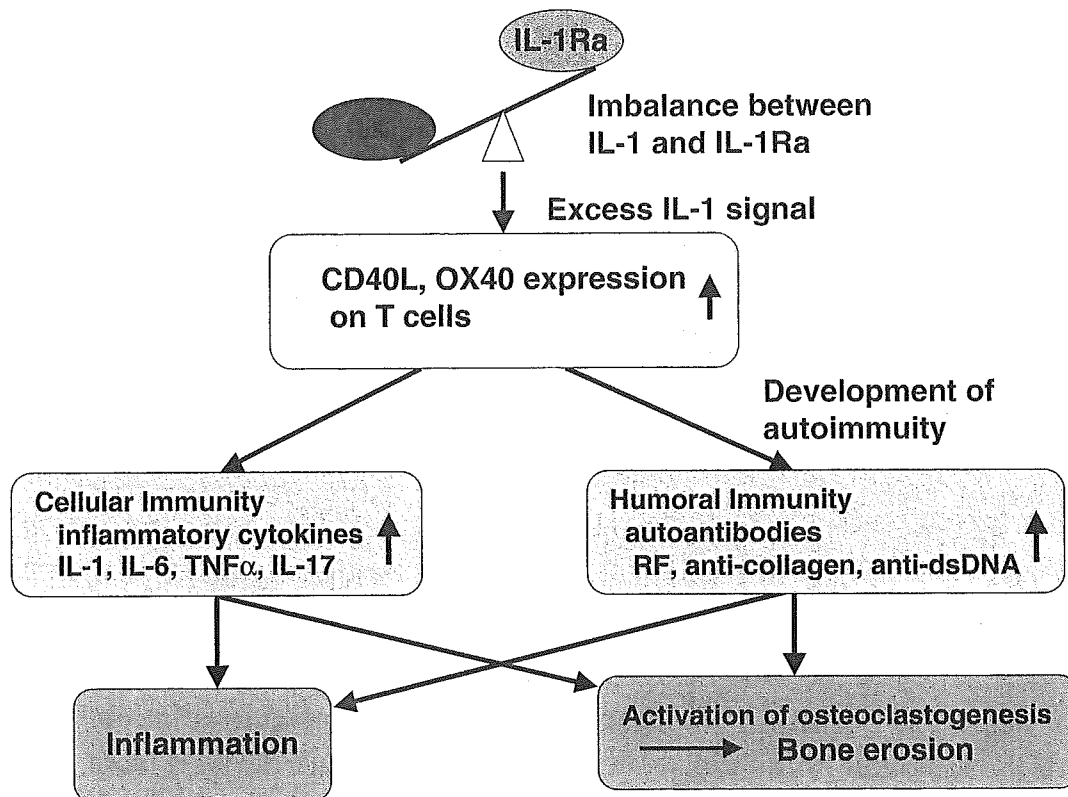 IL-1Ra
Imbalance between
IL-1 and IL-1Ra
Excess IL-1 signal
CD40L, OX40 expression
on T cells
Development of
autoimmuity
Cellular Immunity
inflammatory cytokines
IL-1, IL-6, TNFα, IL-17
Humoral Immunity
autoantibodies
RF, anti-collagen, anti-dsDNA
Inflammation
Activation of osteoclastogenesis
Bone erosion